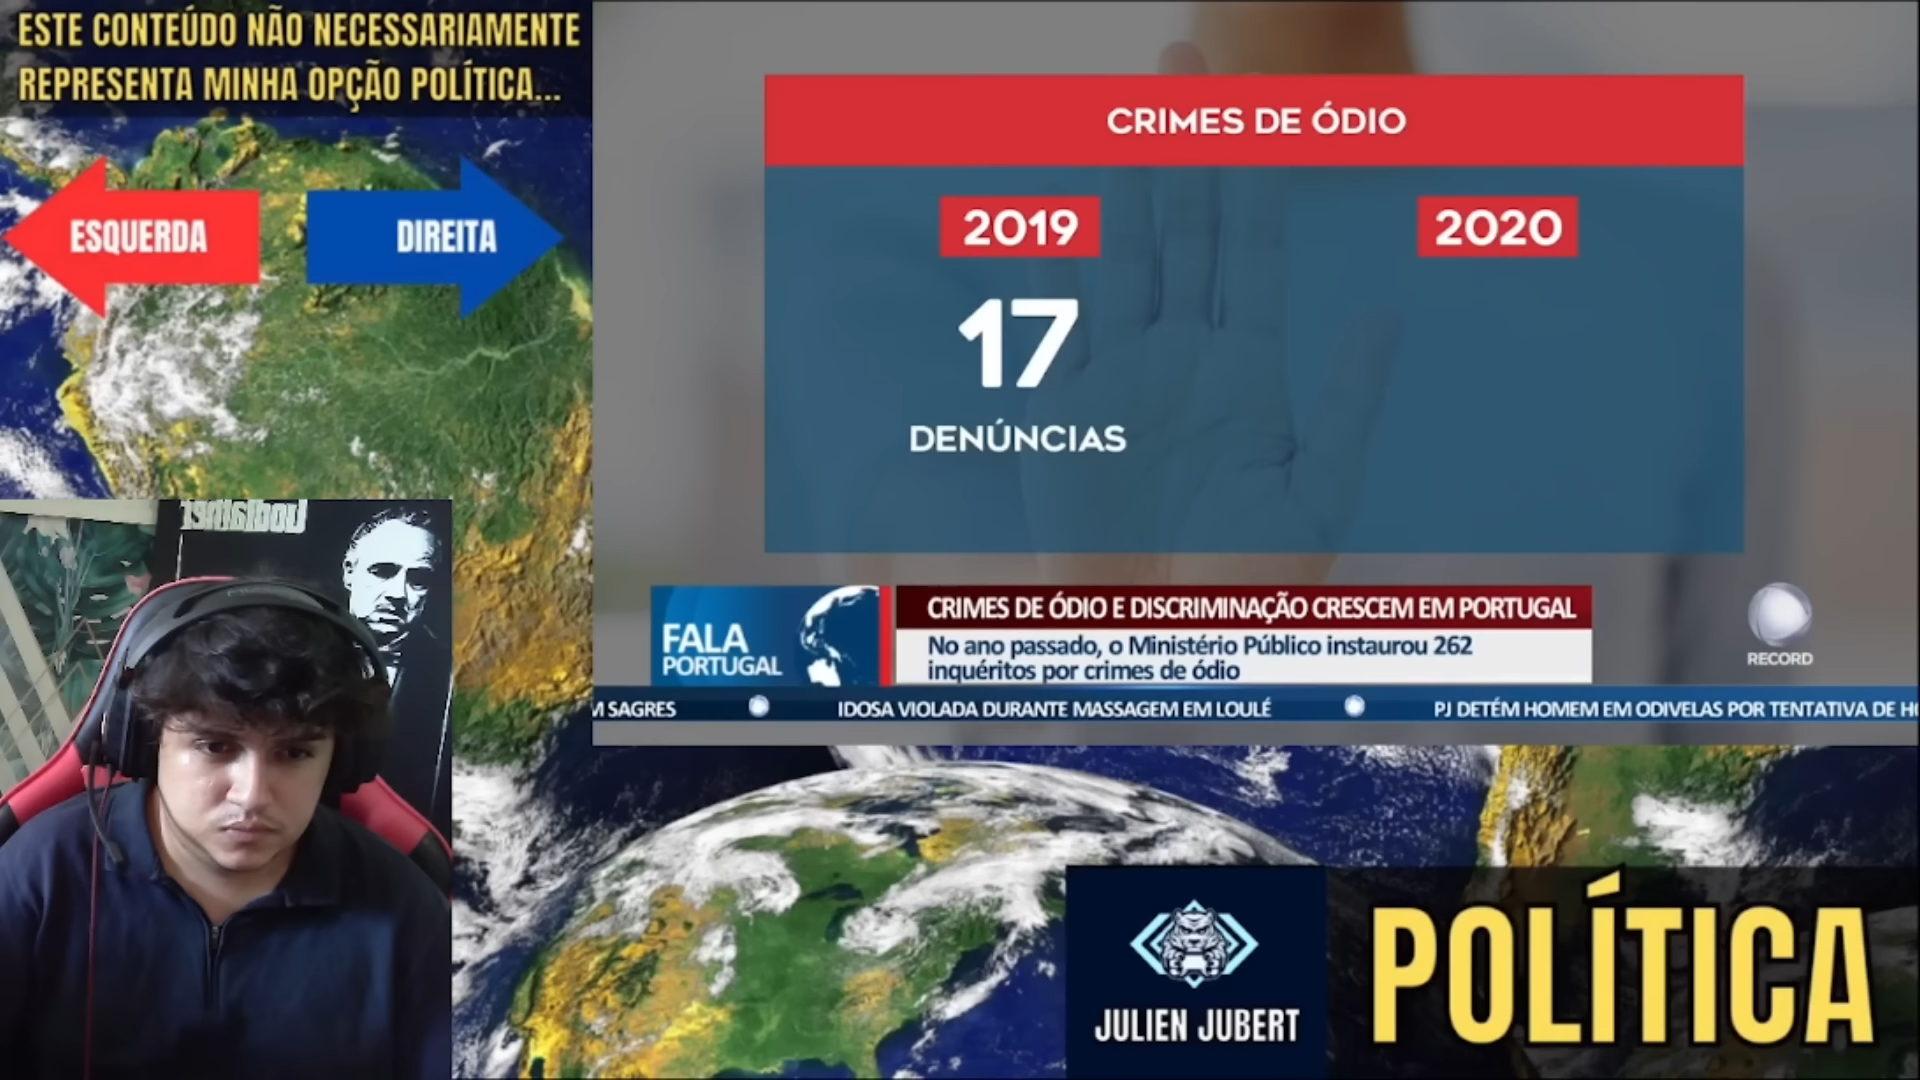 ESTE CONTEÚDO NÃO NECESSARIAMENTE
REPRESENTA MINHA OPÇÃO POLÍTICA...
ESQUERDA
DIREITA
CRIMES DE ÓDIO
2019
2020
17
DENÚNCIAS
FALA
PORTUGAL
CRIMES DE ÓDIO E DISCRIMINAÇÃO CRESCEM EM PORTUGAL
No ano passado, o Ministério Público instaurou 262
inquéritos por crimes de ódio
RECORD
M SAGRES
IDOSA VIOLADA DURANTE MASSAGEM EM LOULÉ
PJ DETÉM HOMEM EM ODIVELAS POR TENTATIVA DE H
Godfather
JULIEN JUBERT
POLÍTICA